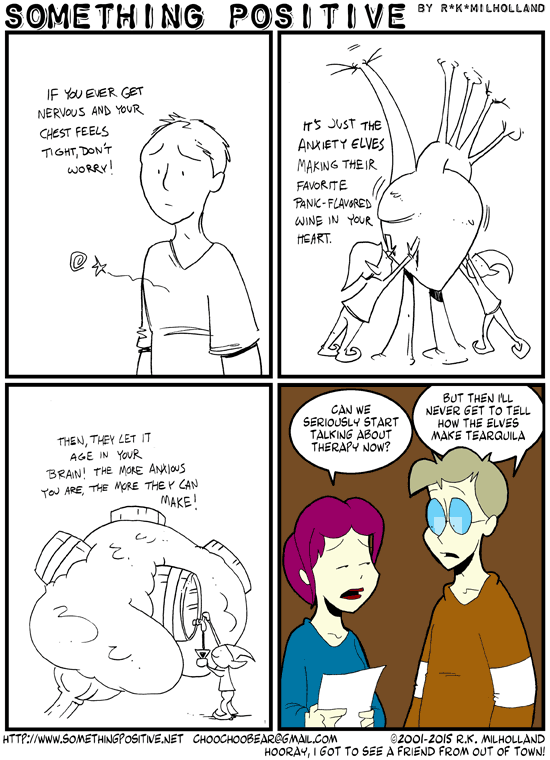 SOMETHING POSITIVE BY R*K*MILHOLLAND
IF YOU EVER GET
NERVOUS AND YOUR
CHEST FEELS
TIGHT, DON'T
WORRY!
IT'S JUST THE
ANXIETY ELVES
MAKING THEIR
FAVORITE
PANIC-FLAVORED
WINE IN YOUR
HEART.
THEN, THEY LET IT
AGE IN YOUR
BRAIN! THE MORE ANXIOUS
YOU ARE, THE MORE THEY CAN
MAKE!
CAN WE
SERIOUSLY START
TALKING ABOUT
THERAPY NOW?
BUT THEN I'LL
NEVER GET TO TELL
HOW THE ELVES
MAKE TEARQUILA
HTTP://WWW.SOMETHINGPOSITIVE.NET CHOOCHOOBEAR@GMAIL.COM ©2001-2015 R.K. MILHOLLAND
HOORAY, I GOT TO SEE A FRIEND FROM OUT OF TOWN!